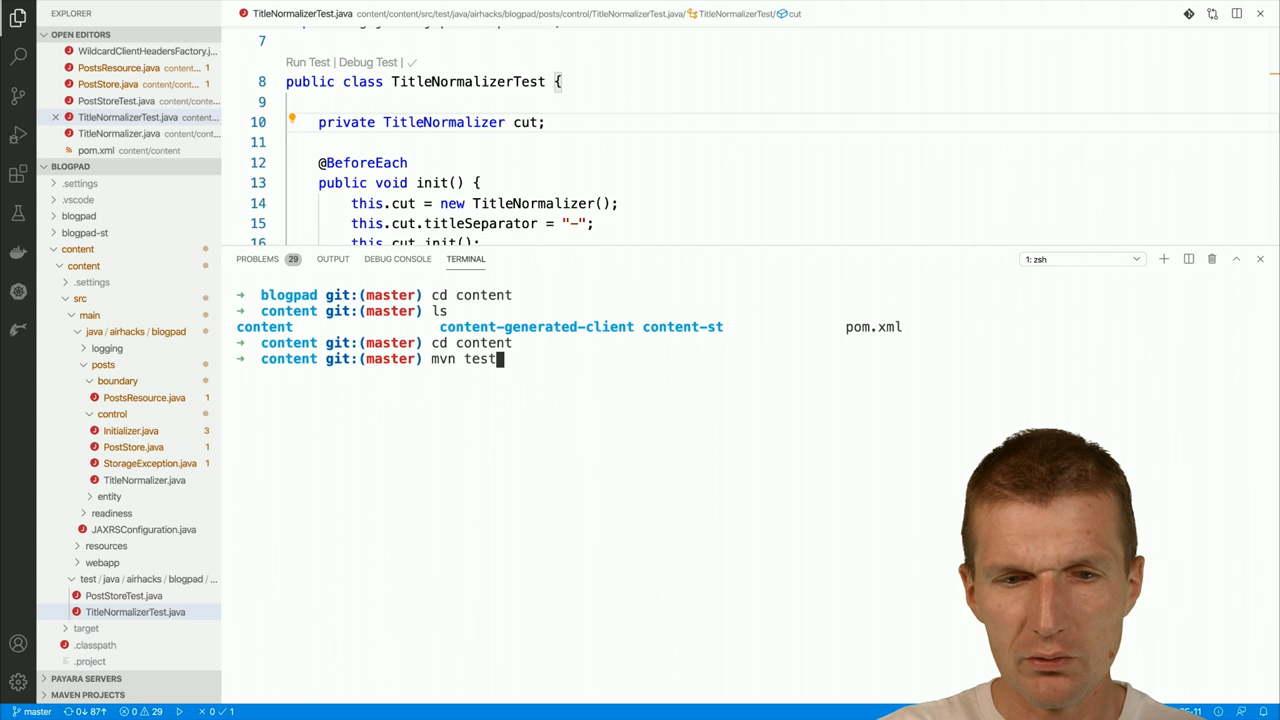 EXPLORER
OPEN EDITORS
WildcardClientHeadersFactory.j...
PostsResource.java content... 1
PostStore.java content/cont... 1
PostStoreTest.java content/conte...
TitleNormalizerTest.java content...
TitleNormalizer.java content/cont...
pom.xml content/content
BLOGPAD
.settings
.vscode
blogpad
blogpad-st
content
content
.settings
src
main
java / airhacks / blogpad
logging
posts
boundary
PostsResource.java 1
control
Initializer.java 3
PostStore.java 1
StorageException.java 1
TitleNormalizer.java
entity
readiness
JAXRSConfiguration.java
resources
webapp
test / java / airhacks / blogpad / ...
PostStoreTest.java
TitleNormalizerTest.java
target
.classpath
.project
PAYARA SERVERS
MAVEN PROJECTS
TitleNormalizerTest.java content/content/src/test/java/airhacks/blogpad/posts/control/TitleNormalizerTest.java/ TitleNormalizerTest/ cut
7
Run Test | Debug Test | ✓
8 public class TitleNormalizerTest {
9
10 private TitleNormalizer cut;
11
12 @BeforeEach
13 public void init() {
14 this.cut = new TitleNormalizer();
15 this.cut.titleSeparator = "-";
16 this.cut.init();
PROBLEMS 29 OUTPUT DEBUG CONSOLE TERMINAL 1: zsh
➜ blogpad git:(master) cd content
➜ content git:(master) ls
content content-generated-client content-st pom.xml
➜ content git:(master) cd content
➜ content git:(master) mvn test
master 0↓ 87↑ 0 29 0 1